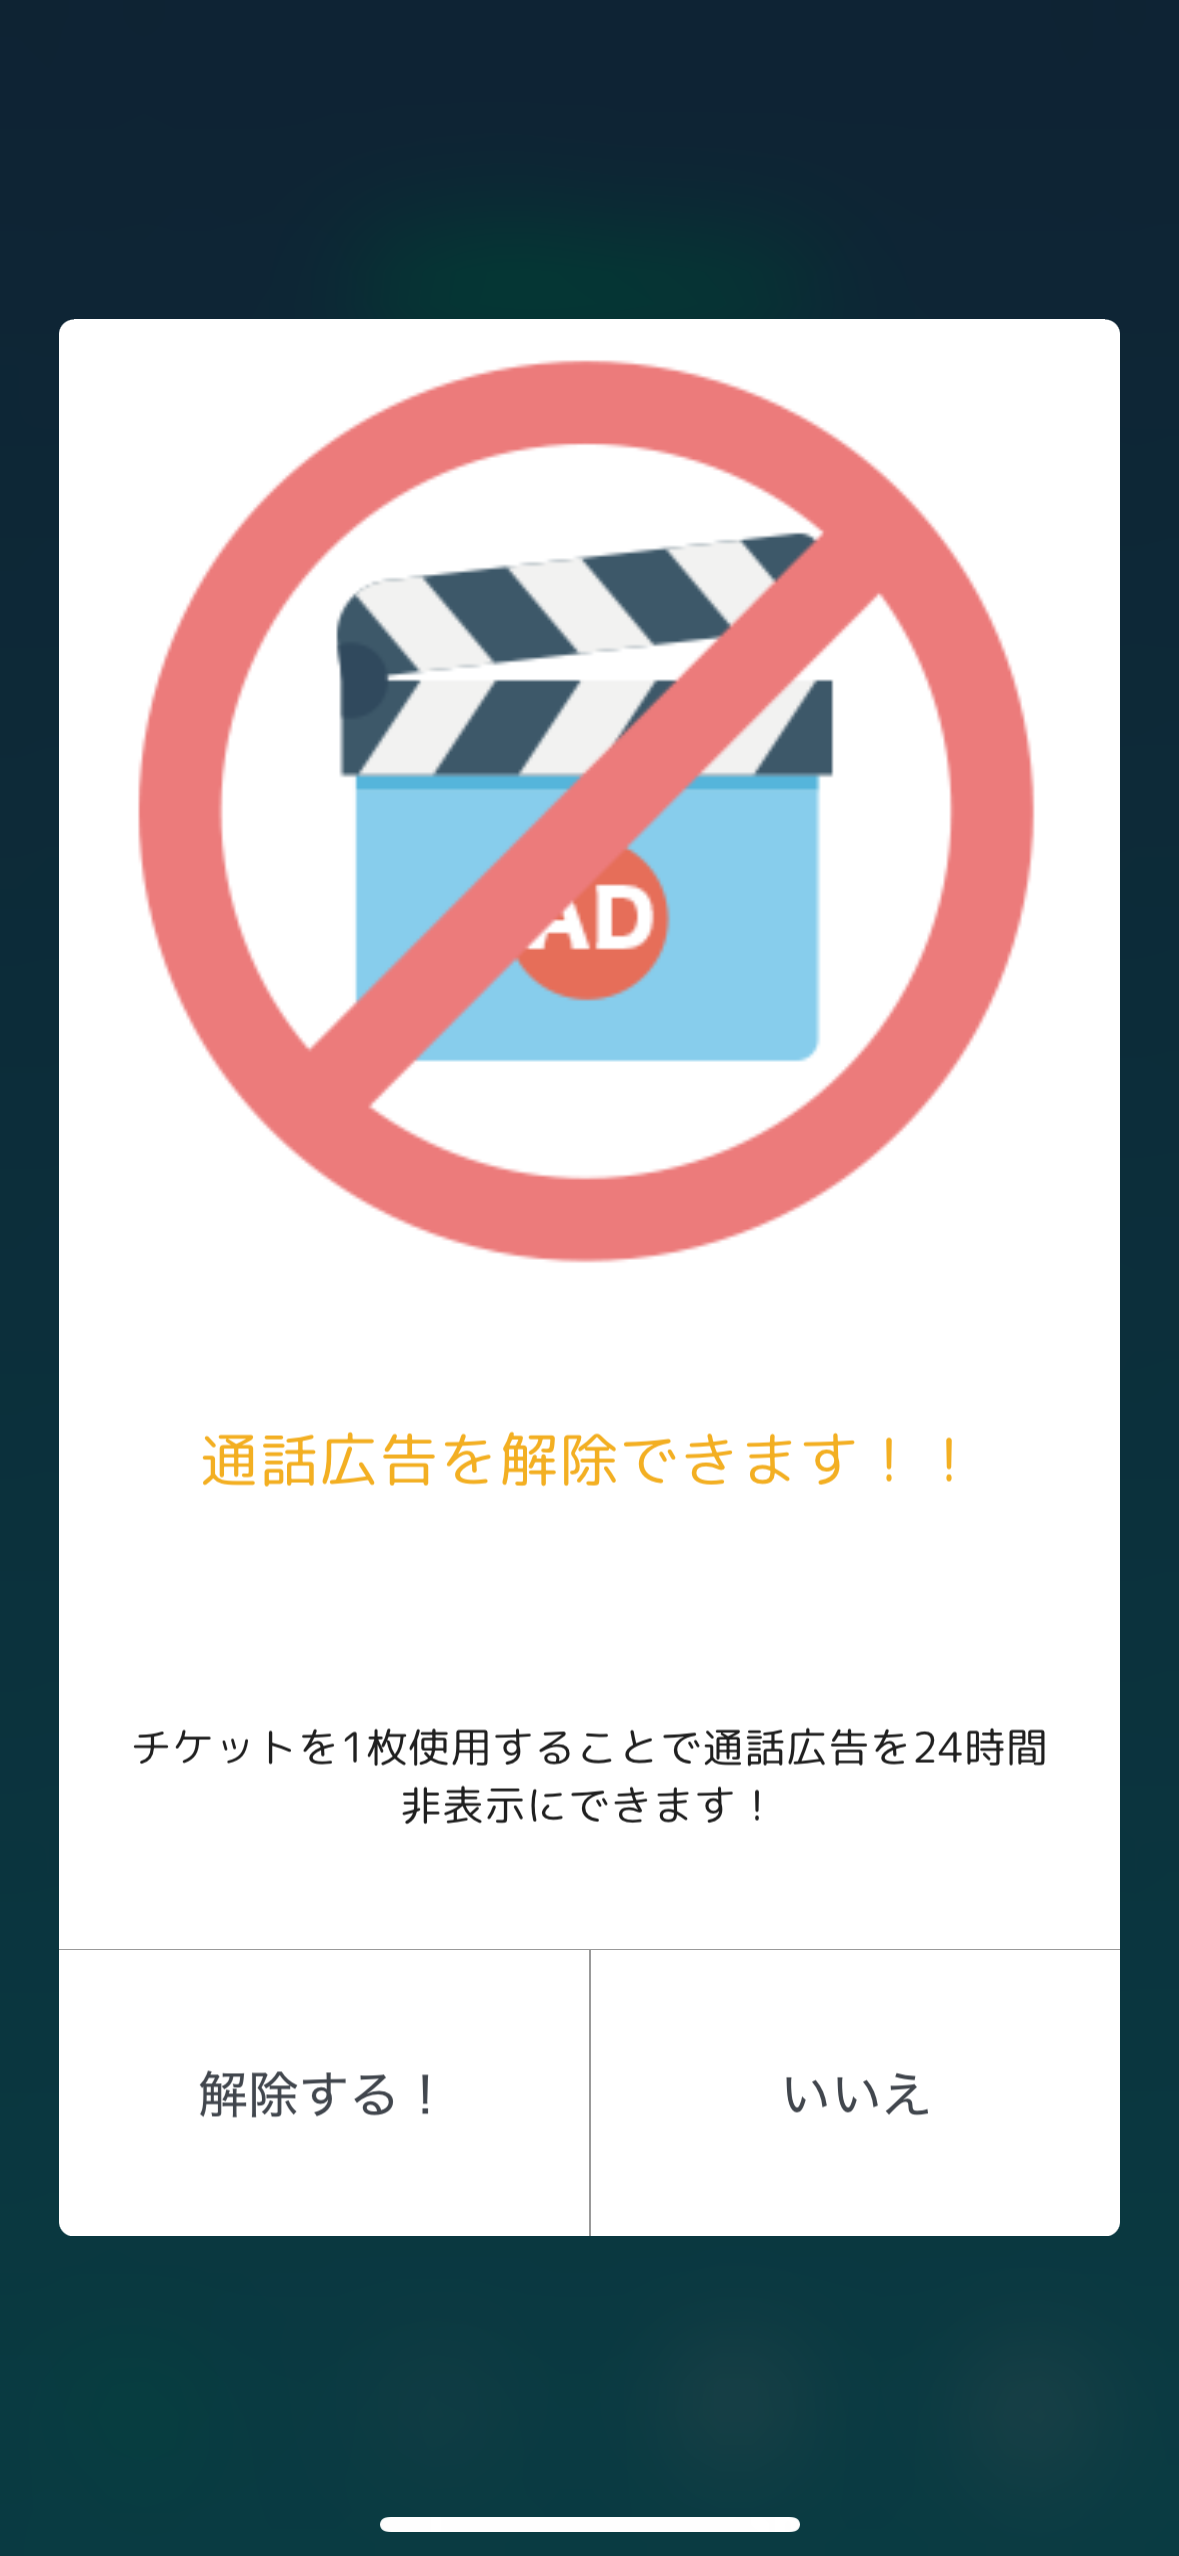 AD
通話広告を解除できます！！
チケットを1枚使用することで通話広告を24時間
非表示にできます！
解除する！
いいえ